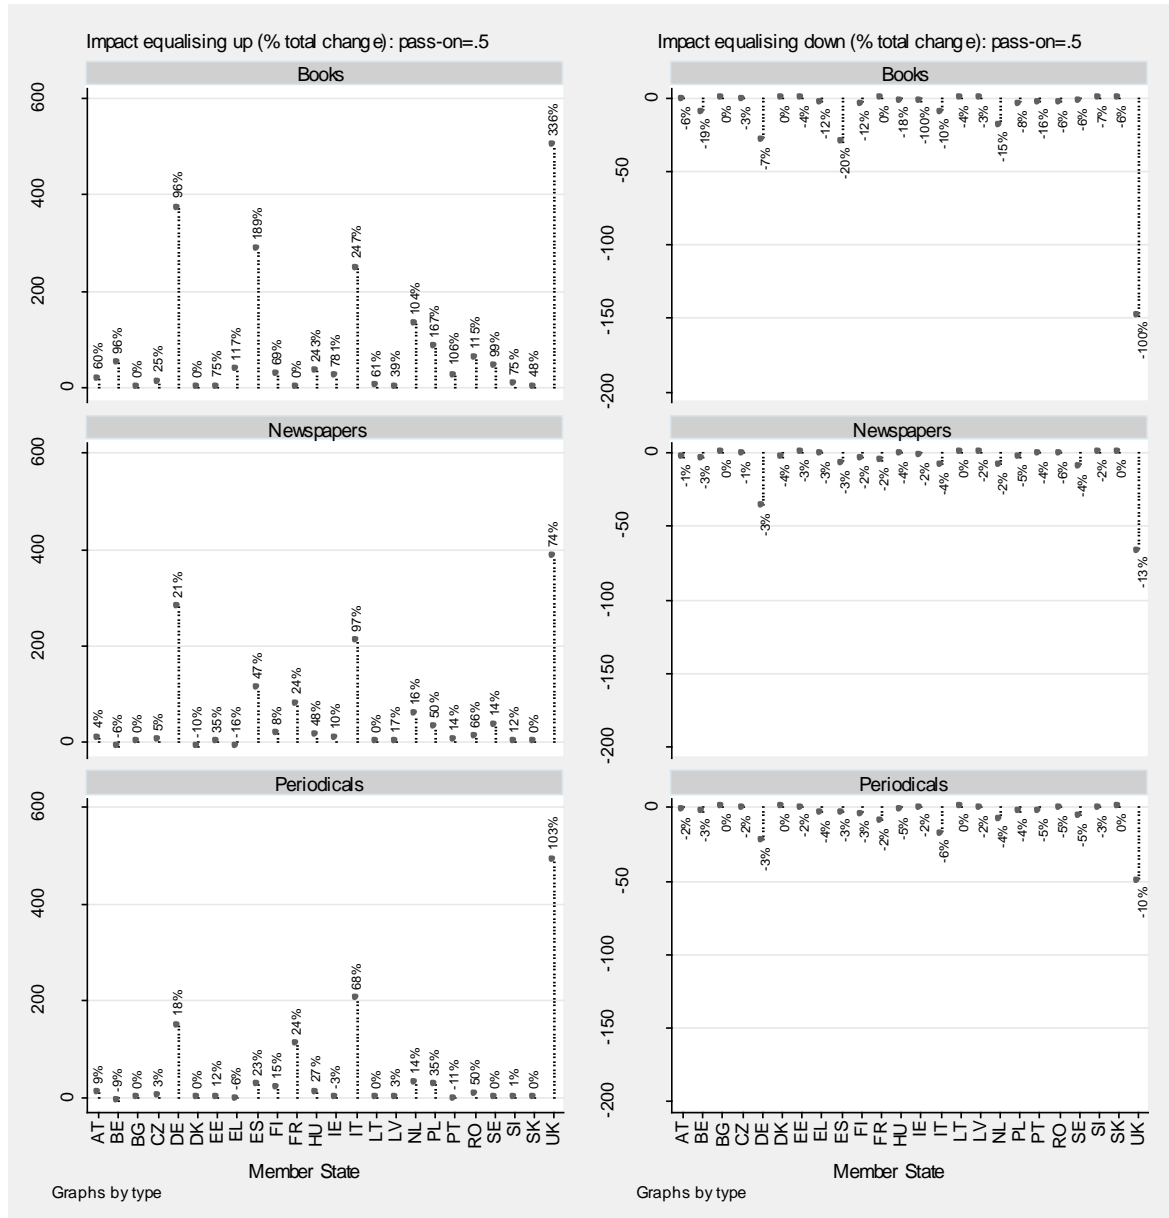 Impact equalising up (% total change): pass-on=.5
Books
600
400
200
0
60%
96%
0%
25%
96%
0%
75%
117%
189%
69%
0%
243%
781%
247%
61%
39%
104%
167%
106%
115%
99%
75%
48%
336%
Newspapers
600
400
200
0
4%
-6%
0%
5%
21%
-10%
35%
-16%
47%
8%
24%
48%
10%
97%
0%
17%
16%
50%
14%
66%
14%
12%
0%
74%
Periodicals
600
400
200
0
9%
-9%
0%
3%
18%
0%
12%
-6%
23%
15%
24%
27%
-3%
68%
0%
3%
14%
35%
-11%
50%
0%
1%
0%
103%
AT
BE
BG
CZ
DE
DK
EE
EL
ES
FI
FR
HU
IE
IT
LT
LV
NL
PL
PT
RO
SE
SI
SK
UK
Member State
Graphs by type
Impact equalising down (% total change): pass-on=.5
Books
0
-50
-100
-150
-200
-6%
-19%
0%
-3%
-7%
0%
-4%
-12%
-20%
-12%
0%
-18%
-100%
-10%
-4%
-3%
-15%
-8%
-16%
-6%
-6%
-7%
-6%
-100%
Newspapers
0
-50
-100
-150
-200
-1%
-3%
0%
-1%
-3%
-4%
-3%
-3%
-3%
-2%
-2%
-4%
-2%
-4%
0%
-2%
-2%
-5%
-4%
-6%
-4%
-2%
0%
-13%
Periodicals
0
-50
-100
-150
-200
-2%
-3%
0%
-2%
-3%
0%
-2%
-4%
-3%
-3%
-2%
-5%
-2%
-6%
0%
-2%
-4%
-4%
-5%
-5%
-5%
-3%
0%
-10%
AT
BE
BG
CZ
DE
DK
EE
EL
ES
FI
FR
HU
IE
IT
LT
LV
NL
PL
PT
RO
SE
SI
SK
UK
Member State
Graphs by type